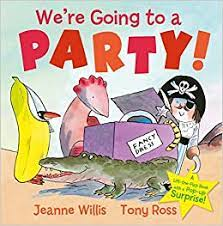 We're Going to a
PARTY!
FANCY
DRESS
A
Lift-the-Flap Book
with a Pop-up
Surprise!
Jeanne Willis
Tony Ross